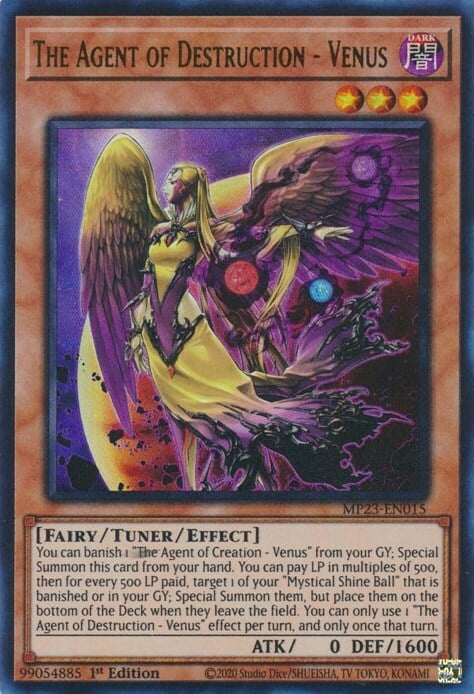 THE AGENT OF DESTRUCTION - VENUS
DARK
闇
MP23-EN015
[FAIRY/TUNER/EFFECT]
You can banish 1 "The Agent of Creation - Venus" from your GY; Special
Summon this card from your hand. You can pay LP in multiples of 500,
then for every 500 LP paid, target 1 of your "Mystical Shine Ball" that is
banished or in your GY; Special Summon them, but place them on the
bottom of the Deck when they leave the field. You can only use 1 "The
Agent of Destruction - Venus" effect per turn, and only once that turn.
ATK/ 0 DEF/1600
99054885 1st Edition ©2020 Studio Dice/SHUEISHA, TV TOKYO, KONAMI